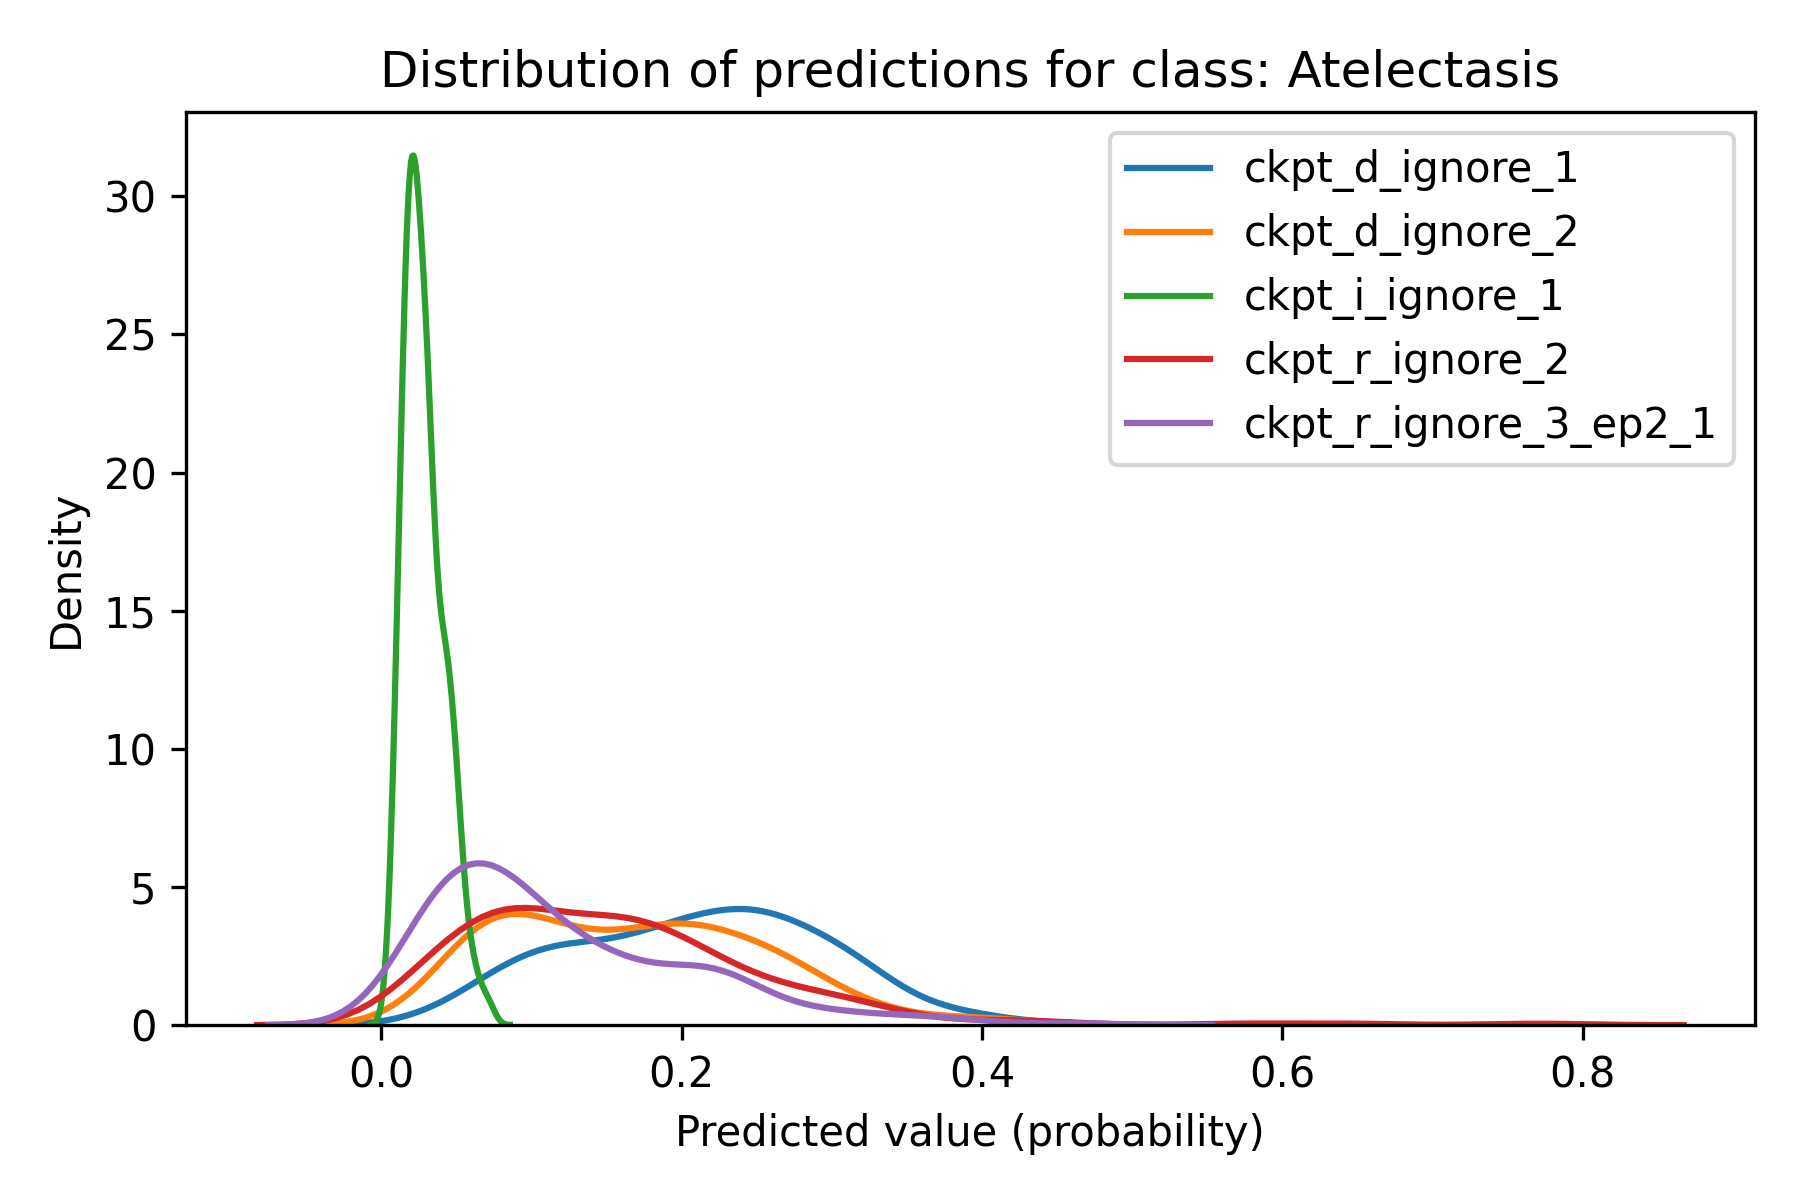 Distribution of predictions for class: Atelectasis
ckpt_d_ignore_1
ckpt_d_ignore_2
ckpt_i_ignore_1
ckpt_r_ignore_2
ckpt_r_ignore_3_ep2_1
Density
30
25
20
15
10
5
0
0.0 0.2 0.4 0.6 0.8
Predicted value (probability)